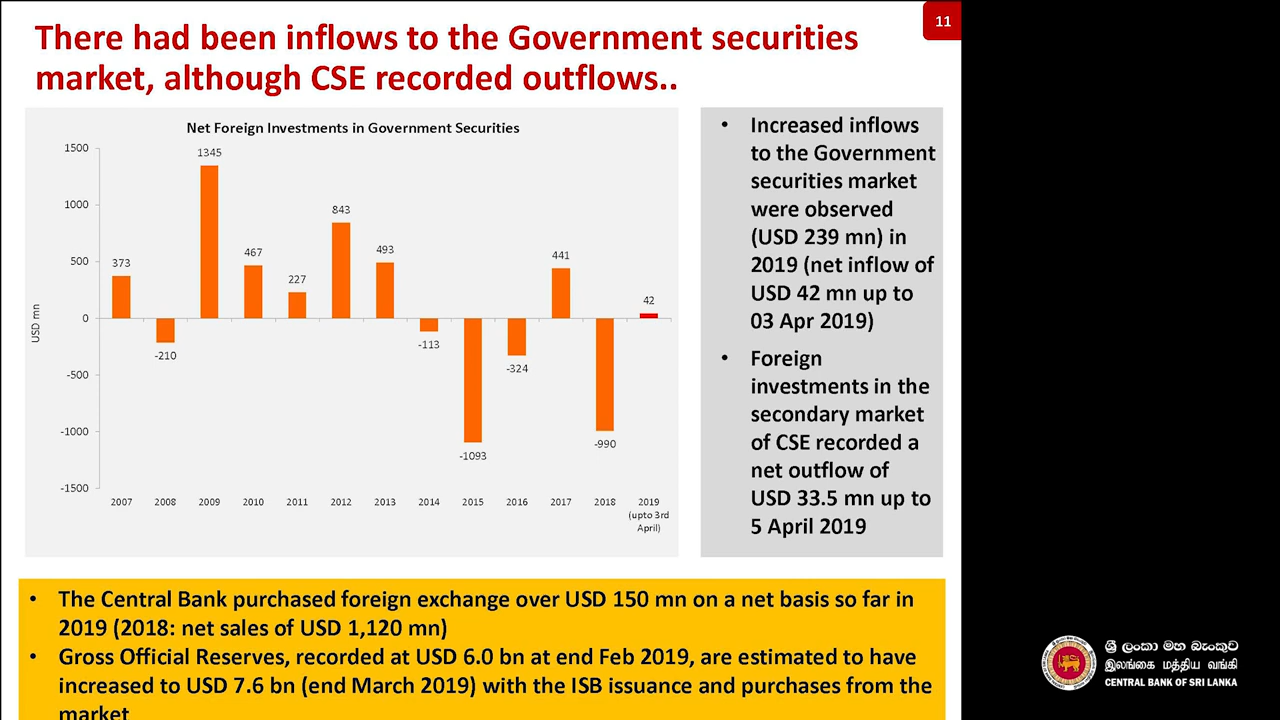 11
There had been inflows to the Government securities
market, although CSE recorded outflows..
Net Foreign Investments in Government Securities
USD mn
1500
1000
500
0
-500
-1000
-1500
373
-210
1345
467
227
843
493
-113
-1093
-324
441
-990
42
2007 2008 2009 2010 2011 2012 2013 2014 2015 2016 2017 2018 2019
(upto 3rd
April)
• Increased inflows
to the Government
securities market
were observed
(USD 239 mn) in
2019 (net inflow of
USD 42 mn up to
03 Apr 2019)
• Foreign
investments in the
secondary market
of CSE recorded a
net outflow of
USD 33.5 mn up to
5 April 2019
• The Central Bank purchased foreign exchange over USD 150 mn on a net basis so far in
2019 (2018: net sales of USD 1,120 mn)
• Gross Official Reserves, recorded at USD 6.0 bn at end Feb 2019, are estimated to have
increased to USD 7.6 bn (end March 2019) with the ISB issuance and purchases from the
market
ශ්‍රී ලංකා මහ බැංකුව
இலங்கை மத்திய வங்கி
CENTRAL BANK OF SRI LANKA